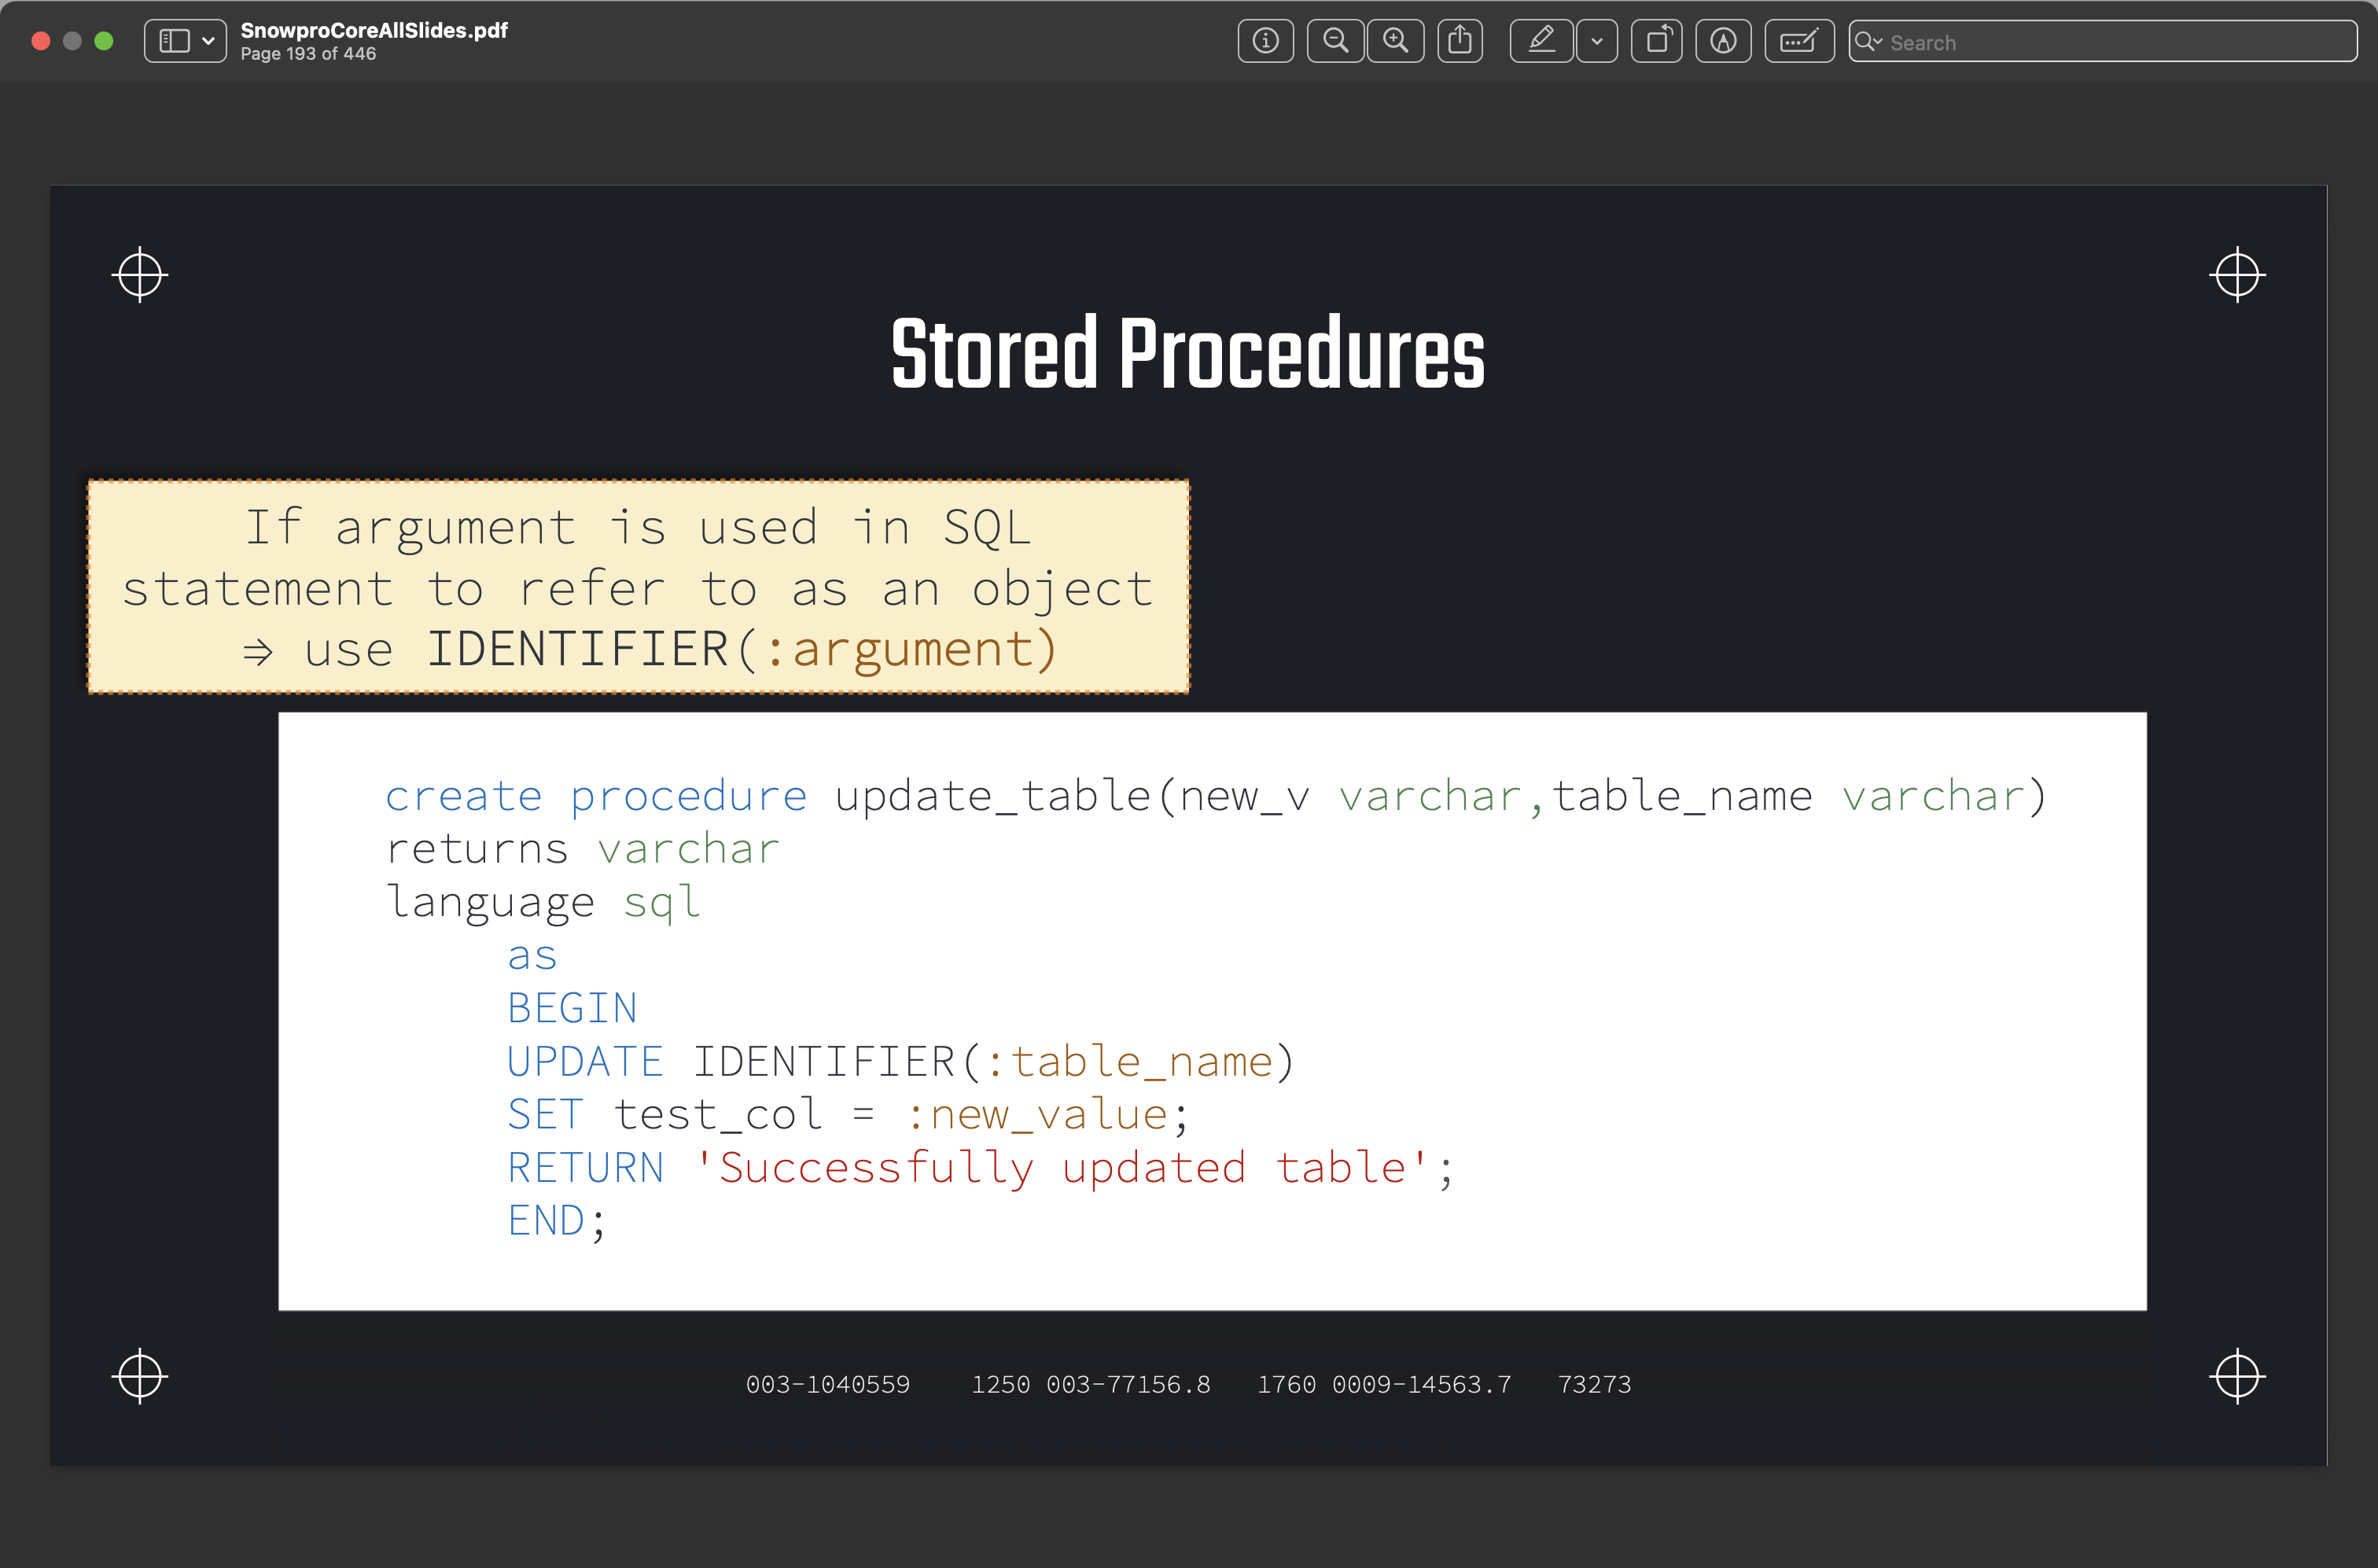 SnowproCoreAllSlides.pdf
Page 193 of 446
Search
Stored Procedures
If argument is used in SQL
statement to refer to as an object
⇒ use IDENTIFIER(:argument)
create procedure update_table(new_v varchar,table_name varchar)
returns varchar
language sql
as
BEGIN
UPDATE IDENTIFIER(:table_name)
SET test_col = :new_value;
RETURN 'Successfully updated table';
END;
003-1040559 1250 003-77156.8 1760 0009-14563.7 73273